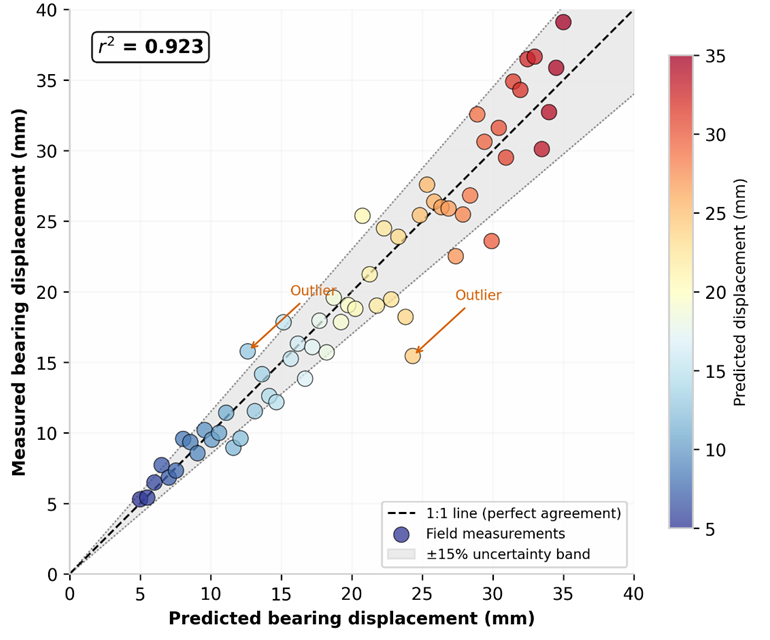 r² = 0.923
Outlier
Outlier
Measured bearing displacement (mm)
40
35
30
25
20
15
10
5
0
0 5 10 15 20 25 30 35 40
Predicted bearing displacement (mm)
1:1 line (perfect agreement)
Field measurements
±15% uncertainty band
35
30
25
20
15
10
5
Predicted displacement (mm)